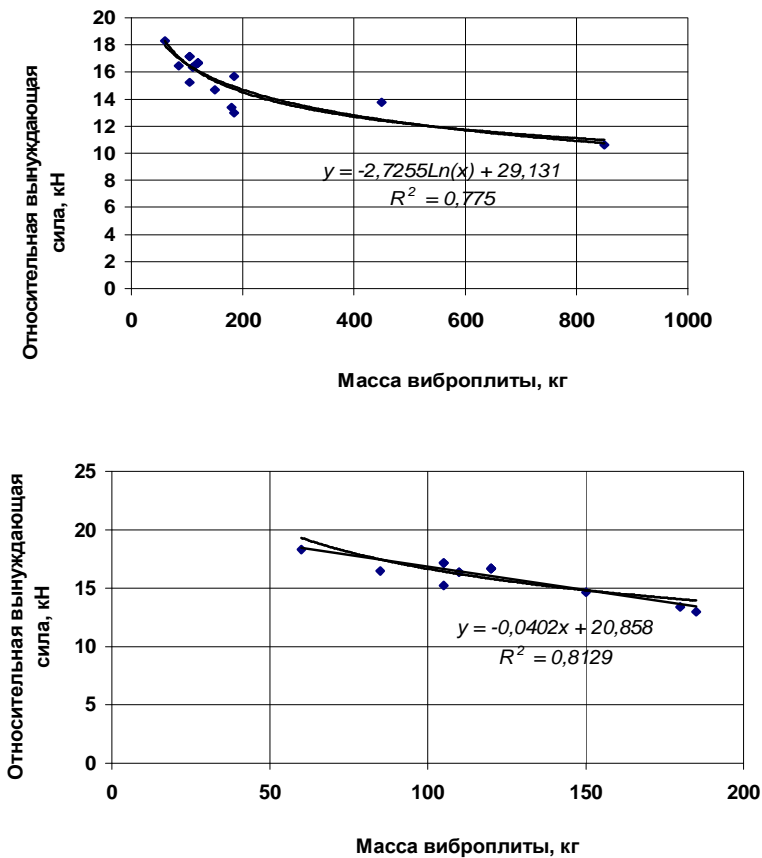 Относительная вынуждающая
сила, кН
20
18
16
14
12
10
8
6
4
2
0
y = -2,7255Ln(x) + 29,131
R² = 0,775
0 200 400 600 800 1000
Масса виброплиты, кг
Относительная вынуждающая
сила, кН
25
20
15
10
5
0
y = -0,0402x + 20,858
R² = 0,8129
0 50 100 150 200
Масса виброплиты, кг